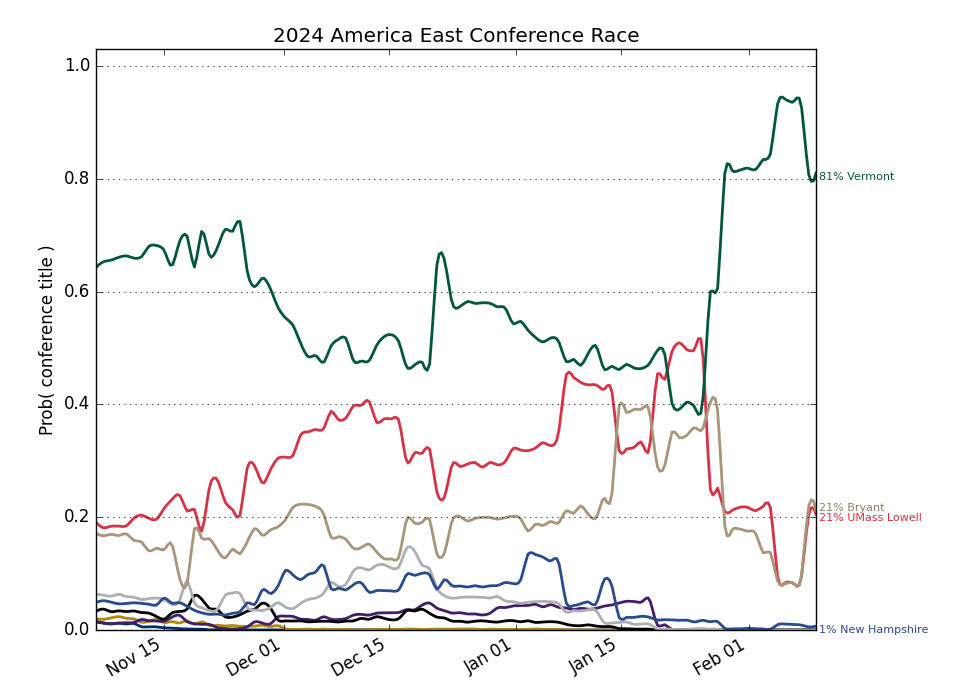 2024 America East Conference Race
Prob( conference title )
1.0
0.8
0.6
0.4
0.2
0.0
81% Vermont
21% Bryant
21% UMass Lowell
1% New Hampshire
Nov 15
Dec 01
Dec 15
Jan 01
Jan 15
Feb 01